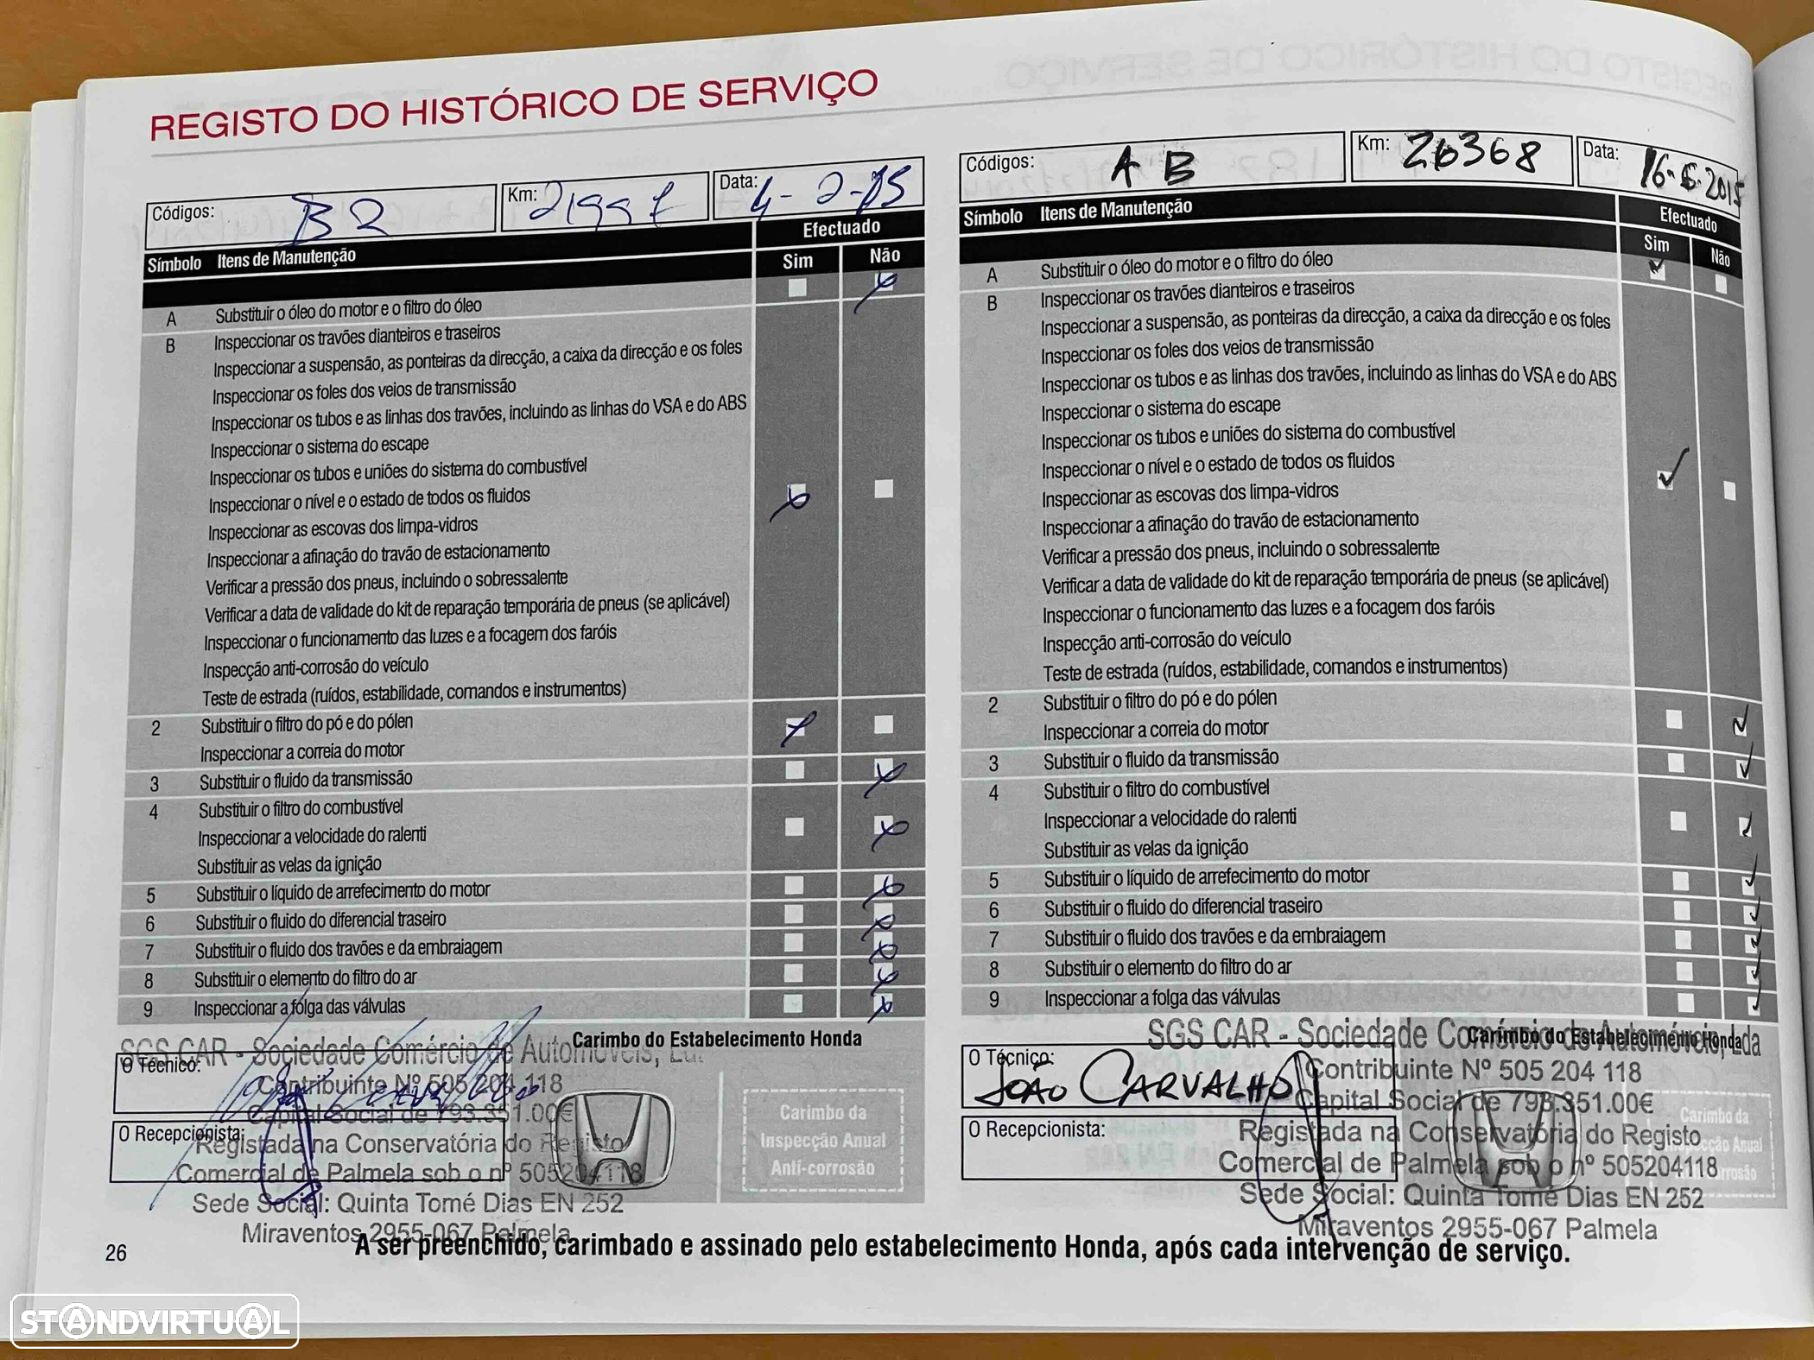 REGISTO DO HISTÓRICO DE SERVIÇO
Códigos: B2
Km: 21997
Data: 4-2-15
Símbolo Itens de Manutenção
Efectuado
Sim Não
A Substituir o óleo do motor e o filtro do óleo
B Inspeccionar os travões dianteiros e traseiros
Inspeccionar a suspensão, as ponteiras da direcção, a caixa da direcção e os foles
Inspeccionar os foles dos veios de transmissão
Inspeccionar os tubos e as linhas dos travões, incluindo as linhas do VSA e do ABS
Inspeccionar o sistema do escape
Inspeccionar os tubos e uniões do sistema do combustível
Inspeccionar o nível e o estado de todos os fluidos
Inspeccionar as escovas dos limpa-vidros
Inspeccionar a afinação do travão de estacionamento
Verificar a pressão dos pneus, incluindo o sobressalente
Verificar a data de validade do kit de reparação temporária de pneus (se aplicável)
Inspeccionar o funcionamento das luzes e a focagem dos faróis
Inspecção anti-corrosão do veículo
Teste de estrada (ruídos, estabilidade, comandos e instrumentos)
2 Substituir o filtro do pó e do pólen
Inspeccionar a correia do motor
3 Substituir o fluido da transmissão
4 Substituir o filtro do combustível
Inspeccionar a velocidade do ralenti
Substituir as velas da ignição
5 Substituir o líquido de arrefecimento do motor
6 Substituir o fluido do diferencial traseiro
7 Substituir o fluido dos travões e da embraiagem
8 Substituir o elemento do filtro do ar
9 Inspeccionar a folga das válvulas
Carimbo do Estabelecimento Honda
SGS CAR - Sociedade Comércio de Automóveis, Lda
O Técnico:
Contribuinte Nº 505 204 118
Capital Social de 793.351.00€
O Recepcionista:
Registada na Conservatória do Registo
Comercial de Palmela sob o nº 505204118
Sede Social: Quinta Tomé Dias EN 252
Miraventos 2955-067 Palmela
Carimbo da
Inspecção Anual
Anti-corrosão
Códigos: A B
Km: 26368
Data: 16-6-2015
Símbolo Itens de Manutenção
Efectuado
Sim Não
A Substituir o óleo do motor e o filtro do óleo
B Inspeccionar os travões dianteiros e traseiros
Inspeccionar a suspensão, as ponteiras da direcção, a caixa da direcção e os foles
Inspeccionar os foles dos veios de transmissão
Inspeccionar os tubos e as linhas dos travões, incluindo as linhas do VSA e do ABS
Inspeccionar o sistema do escape
Inspeccionar os tubos e uniões do sistema do combustível
Inspeccionar o nível e o estado de todos os fluidos
Inspeccionar as escovas dos limpa-vidros
Inspeccionar a afinação do travão de estacionamento
Verificar a pressão dos pneus, incluindo o sobressalente
Verificar a data de validade do kit de reparação temporária de pneus (se aplicável)
Inspeccionar o funcionamento das luzes e a focagem dos faróis
Inspecção anti-corrosão do veículo
Teste de estrada (ruídos, estabilidade, comandos e instrumentos)
2 Substituir o filtro do pó e do pólen
Inspeccionar a correia do motor
3 Substituir o fluido da transmissão
4 Substituir o filtro do combustível
Inspeccionar a velocidade do ralenti
Substituir as velas da ignição
5 Substituir o líquido de arrefecimento do motor
6 Substituir o fluido do diferencial traseiro
7 Substituir o fluido dos travões e da embraiagem
8 Substituir o elemento do filtro do ar
9 Inspeccionar a folga das válvulas
Carimbo do Estabelecimento Honda
SGS CAR - Sociedade Comércio de Automóveis, Lda
O Técnico: JOÃO CARVALHO
Contribuinte Nº 505 204 118
Capital Social de 793.351.00€
O Recepcionista:
Registada na Conservatória do Registo
Comercial de Palmela sob o nº 505204118
Sede Social: Quinta Tomé Dias EN 252
Miraventos 2955-067 Palmela
Carimbo da
Inspecção Anual
Anti-corrosão
A ser preenchido, carimbado e assinado pelo estabelecimento Honda, após cada intervenção de serviço.
26
STANDVIRTUAL